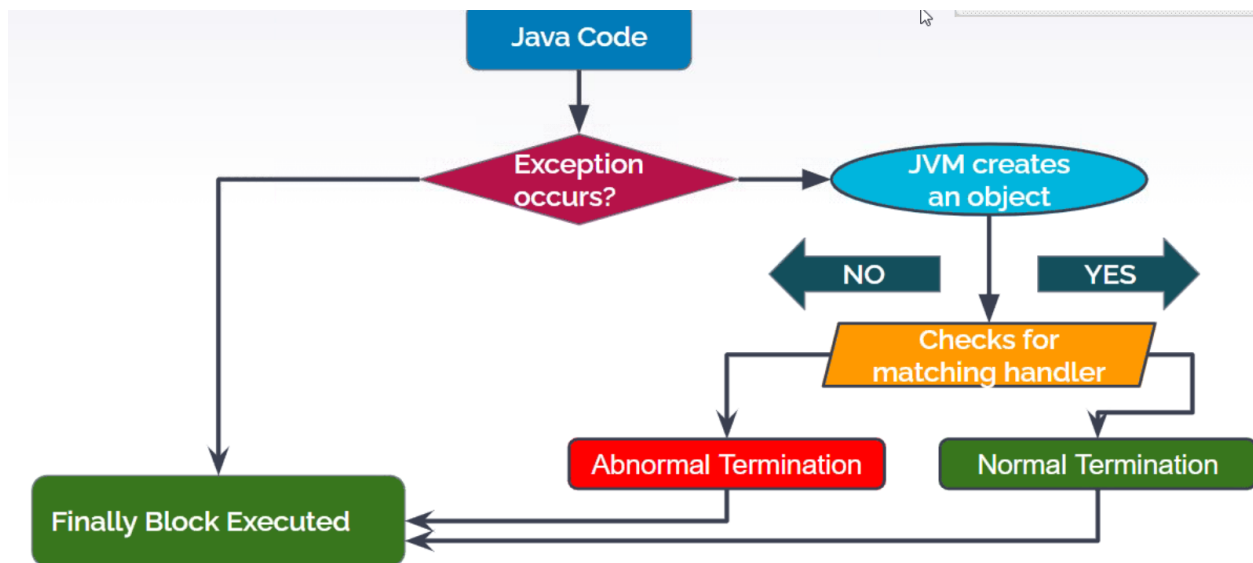 Java Code
Exception
occurs?
JVM creates
an object
NO
YES
Checks for
matching handler
Abnormal Termination
Normal Termination
Finally Block Executed